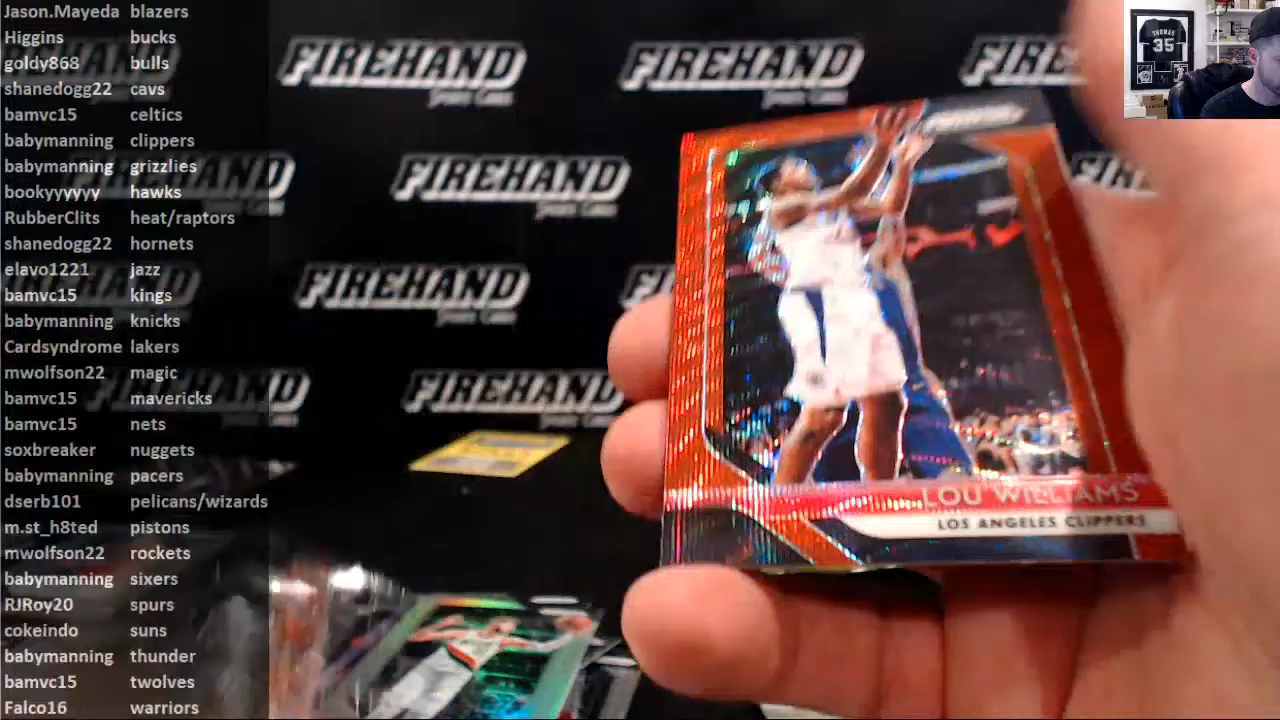 Jason.Mayeda blazers
Higgins bucks
goldy868 bulls
shanedogg22 cavs
bamvc15 celtics
babymanning clippers
babymanning grizzlies
bookyyyyyy hawks
RubberClits heat/raptors
shanedogg22 hornets
elavo1221 jazz
bamvc15 kings
babymanning knicks
Cardsyndrome lakers
mwolfson22 magic
bamvc15 mavericks
bamvc15 nets
soxbreaker nuggets
babymanning pacers
dserb101 pelicans/wizards
m.st_h8ted pistons
mwolfson22 rockets
babymanning sixers
RJRoy20 spurs
cokeindo suns
babymanning thunder
bamvc15 twolves
Falco16 warriors
FIREHAND
FIREHAND
FIREHAND
FIREHAND
FIREHAND
FIREHAND
LOU WILLIAMS
LOS ANGELES CLIPPERS
THOMAS
35